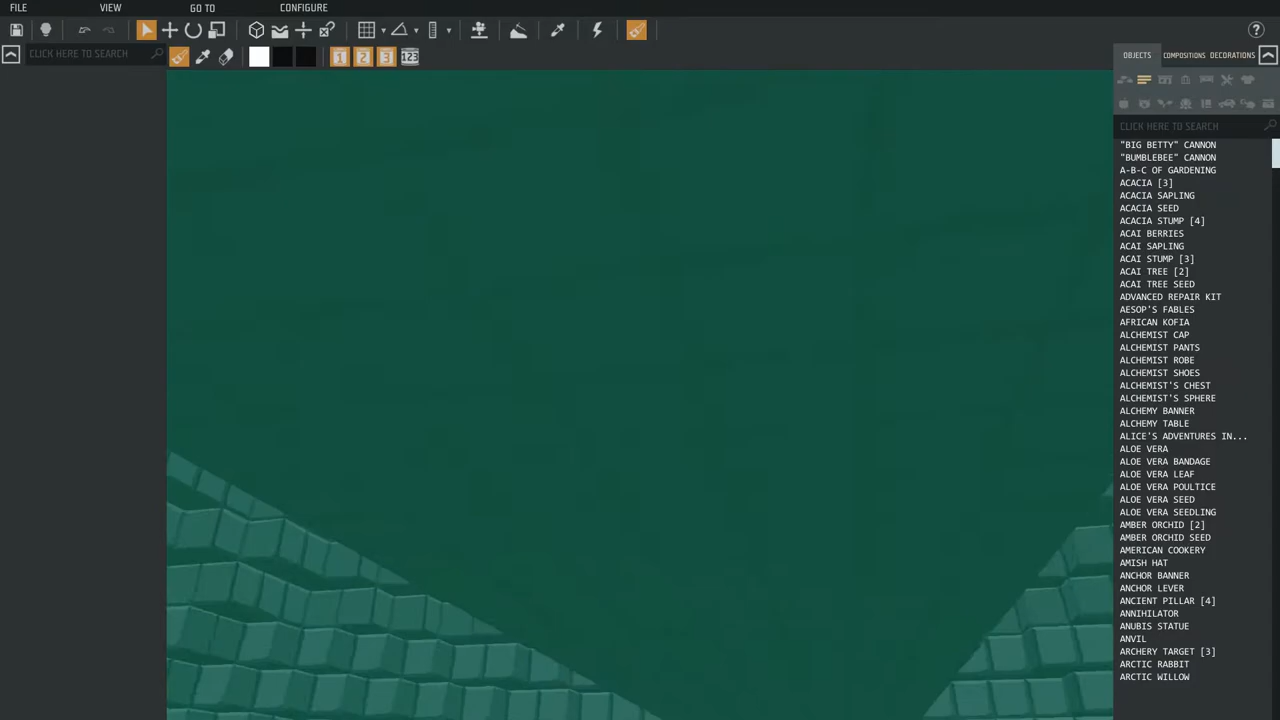 FILE VIEW GO TO CONFIGURE
CLICK HERE TO SEARCH
1 2 3 123
OBJECTS COMPOSITIONS DECORATIONS
CLICK HERE TO SEARCH
"BIG BETTY" CANNON
"BUMBLEBEE" CANNON
A-B-C OF GARDENING
ACACIA [3]
ACACIA SAPLING
ACACIA SEED
ACACIA STUMP [4]
ACAI BERRIES
ACAI SAPLING
ACAI STUMP [3]
ACAI TREE [2]
ACAI TREE SEED
ADVANCED REPAIR KIT
AESOP'S FABLES
AFRICAN KOFIA
ALCHEMIST CAP
ALCHEMIST PANTS
ALCHEMIST ROBE
ALCHEMIST SHOES
ALCHEMIST'S CHEST
ALCHEMIST'S SPHERE
ALCHEMY BANNER
ALCHEMY TABLE
ALICE'S ADVENTURES IN...
ALOE VERA
ALOE VERA BANDAGE
ALOE VERA LEAF
ALOE VERA POULTICE
ALOE VERA SEED
ALOE VERA SEEDLING
AMBER ORCHID [2]
AMBER ORCHID SEED
AMERICAN COOKERY
AMISH HAT
ANCHOR BANNER
ANCHOR LEVER
ANCIENT PILLAR [4]
ANNIHILATOR
ANUBIS STATUE
ANVIL
ARCHERY TARGET [3]
ARCTIC RABBIT
ARCTIC WILLOW